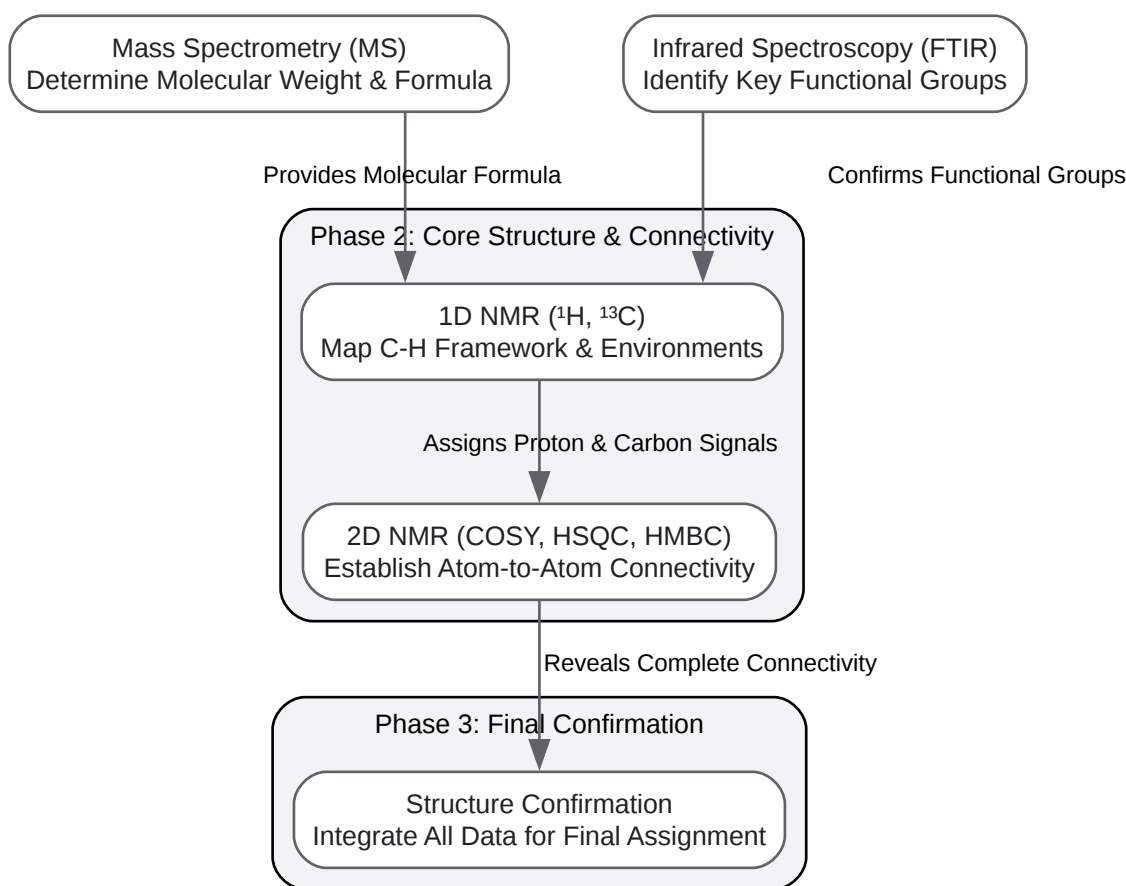 Mass Spectrometry (MS)
Determine Molecular Weight & Formula
Infrared Spectroscopy (FTIR)
Identify Key Functional Groups
Provides Molecular Formula
Confirms Functional Groups
Phase 2: Core Structure & Connectivity
1D NMR (¹H, ¹³C)
Map C-H Framework & Environments
Assigns Proton & Carbon Signals
2D NMR (COSY, HSQC, HMBC)
Establish Atom-to-Atom Connectivity
Reveals Complete Connectivity
Phase 3: Final Confirmation
Structure Confirmation
Integrate All Data for Final Assignment